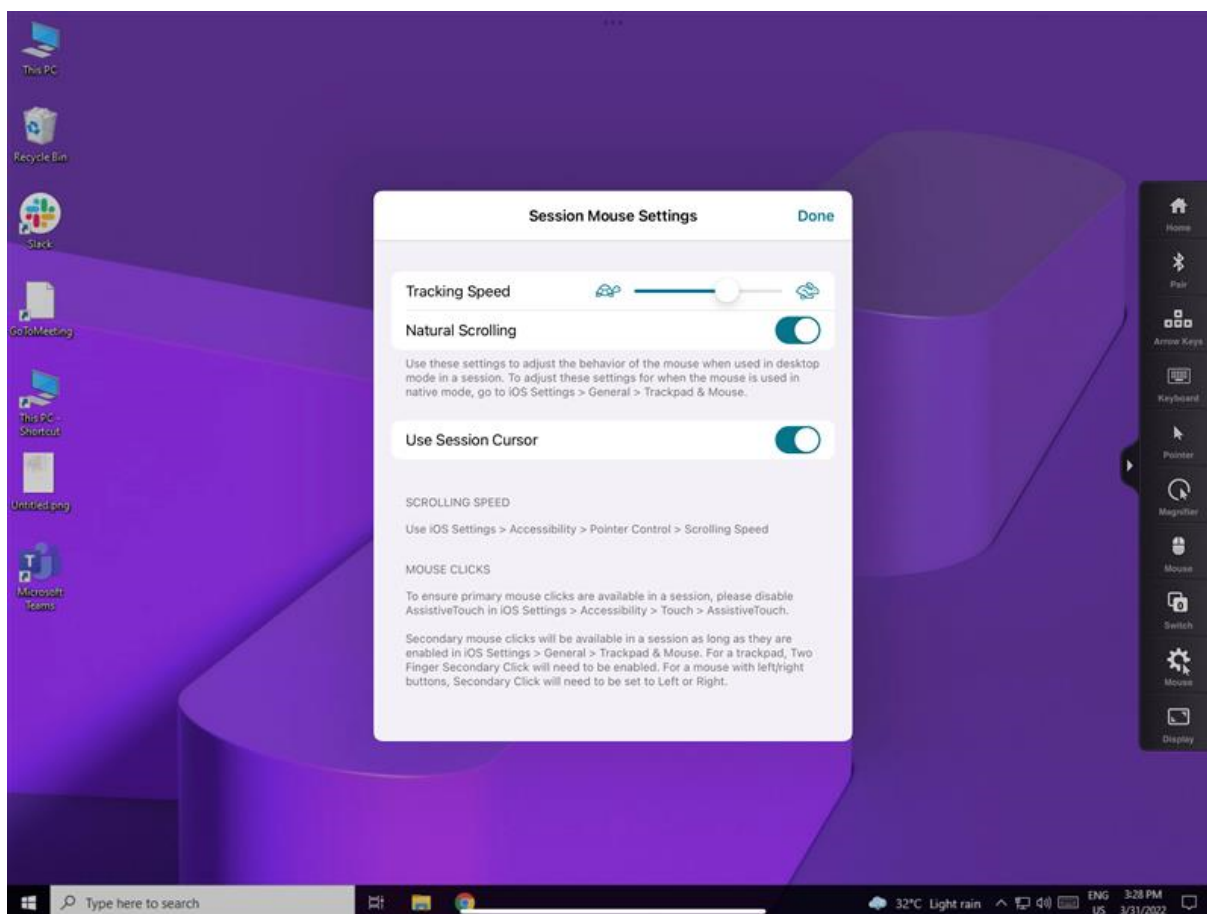 This PC
Recycle Bin
Slack
GoToMeeting
This PC -
Shortcut
Untitled.png
Microsoft
Teams
Session Mouse Settings
Done
Tracking Speed
Natural Scrolling
Use these settings to adjust the behavior of the mouse when used in desktop
mode in a session. To adjust these settings for when the mouse is used in
native mode, go to iOS Settings > General > Trackpad & Mouse.
Use Session Cursor
SCROLLING SPEED
Use iOS Settings > Accessibility > Pointer Control > Scrolling Speed
MOUSE CLICKS
To ensure primary mouse clicks are available in a session, please disable
AssistiveTouch in iOS Settings > Accessibility > Touch > AssistiveTouch.
Secondary mouse clicks will be available in a session as long as they are
enabled in iOS Settings > General > Trackpad & Mouse. For a trackpad, Two
Finger Secondary Click will need to be enabled. For a mouse with left/right
buttons, Secondary Click will need to be set to Left or Right.
Home
Pair
Arrow Keys
Keyboard
Pointer
Magnifier
Mouse
Switch
Mouse
Display
Type here to search
32°C Light rain
ENG
US
3:28 PM
3/31/2022